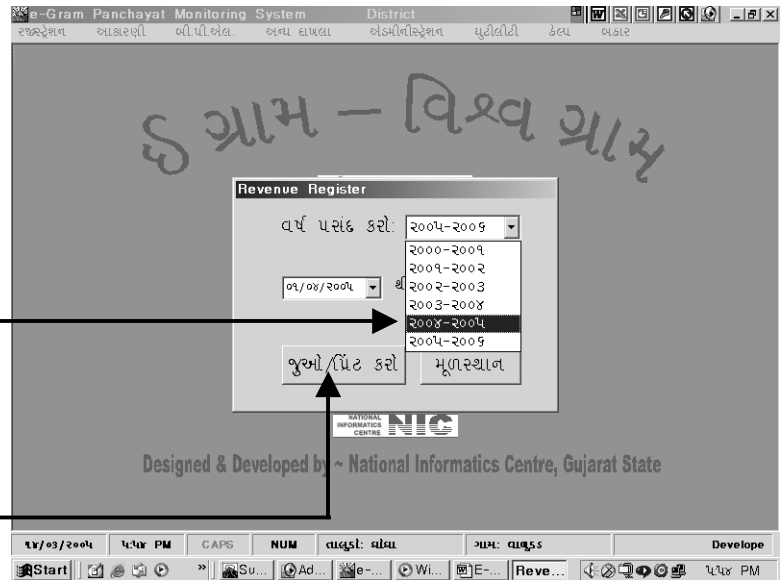 e-Gram Panchayat Monitoring System District
રજીસ્ટ્રેશન આકારણી બી.પી.એલ. અન્ય દાખલા એડમીનીસ્ટ્રેશન યુટીલીટી હેલ્પ બહાર
ઇ ગ્રામ – વિશ્વ ગ્રામ
Revenue Register
વર્ષ પસંદ કરો: ૨૦૦૫-૨૦૦૬
૨૦૦૦-૨૦૦૧
૨૦૦૧-૨૦૦૨
૦૧/૦૪/૨૦૦૫ થી ૨૦૦૨-૨૦૦૩
૨૦૦૩-૨૦૦૪
૨૦૦૪-૨૦૦૫
૨૦૦૫-૨૦૦૬
જુઓ/પ્રિંટ કરો મૂળસ્થાન
NATIONAL INFORMATICS CENTRE NIC
Designed & Developed by ~ National Informatics Centre, Gujarat State
૧૪/૦૩/૨૦૦૫ ૫:૫૪ PM CAPS NUM તાલુકો: ઘોઘા ગામ: વાળુકડ Develope
Start » Su... Ad... e-... Wi... E-... Reve... ૫:૫૪ PM